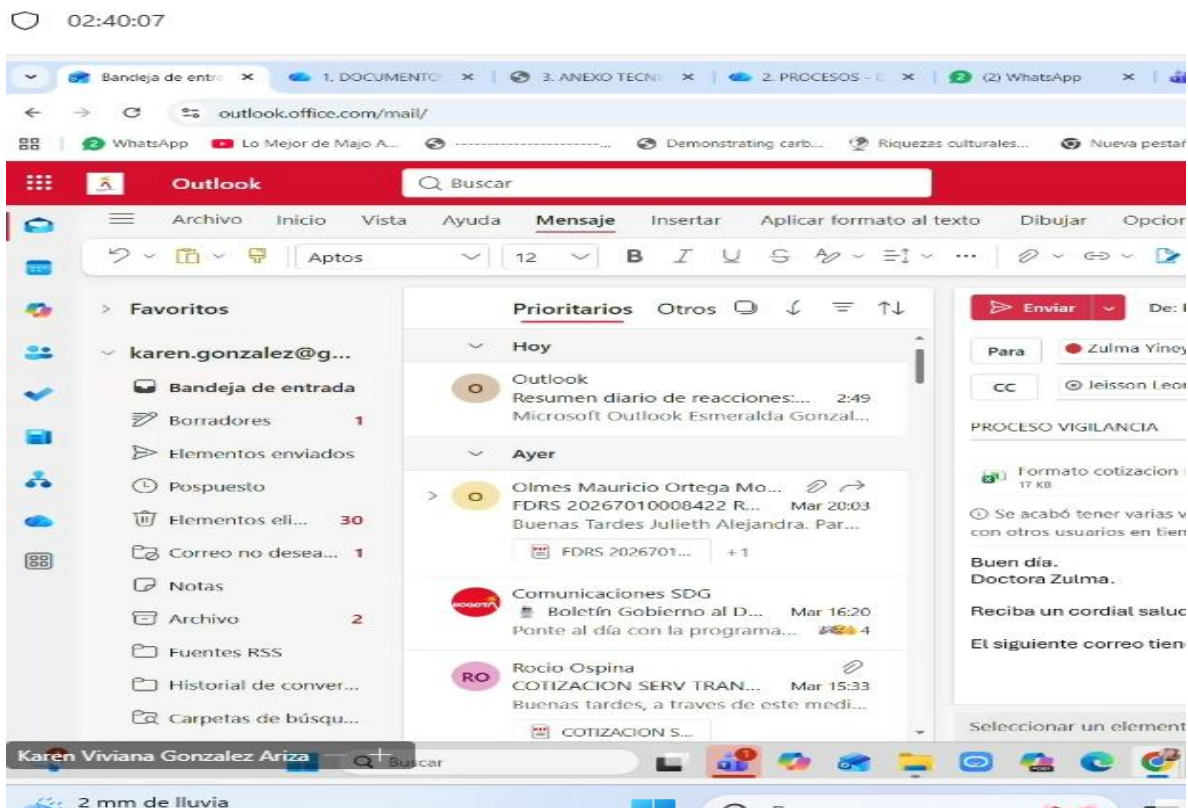 02:40:07
Bandeja de entra
1. DOCUMENTO
3. ANEXO TECNI
2. PROCESOS -
(2) WhatsApp
outlook.office.com/mail/
WhatsApp
Lo Mejor de Majo A...
----------------------...
Demonstrating carb...
Riquezas culturales...
Nueva pestañ
Outlook
Buscar
Archivo Inicio Vista Ayuda Mensaje Insertar Aplicar formato al texto Dibujar Opcion
Aptos 12 B I U S
Favoritos
karen.gonzalez@g...
Bandeja de entrada
Borradores 1
Elementos enviados
Pospuesto
Elementos eli... 30
Correo no desea... 1
Notas
Archivo 2
Fuentes RSS
Historial de conver...
Carpetas de búsqu...
Prioritarios Otros
Hoy
O
Outlook
Resumen diario de reacciones:... 2:49
Microsoft Outlook Esmeralda Gonzal...
Ayer
O
Olmes Mauricio Ortega Mo...
FDRS 20267010008422 R... Mar 20:03
Buenas Tardes Julieth Alejandra. Par...
FDRS 2026701... +1
BOGOTÁ
Comunicaciones SDG
Boletín Gobierno al D... Mar 16:20
Ponte al día con la programa... 4
RO
Rocio Ospina
COTIZACION SERV TRAN... Mar 15:33
Buenas tardes, a traves de este medi...
COTIZACION S...
Enviar De:
Para Zulma Yiney
CC Jeisson Leon
PROCESO VIGILANCIA
Formato cotizacion
17 KB
Se acabó tener varias v
con otros usuarios en tien
Buen día.
Doctora Zulma.
Reciba un cordial saluc
El siguiente correo tien
Seleccionar un element
Karen Viviana Gonzalez Ariza
Buscar
2 mm de lluvia